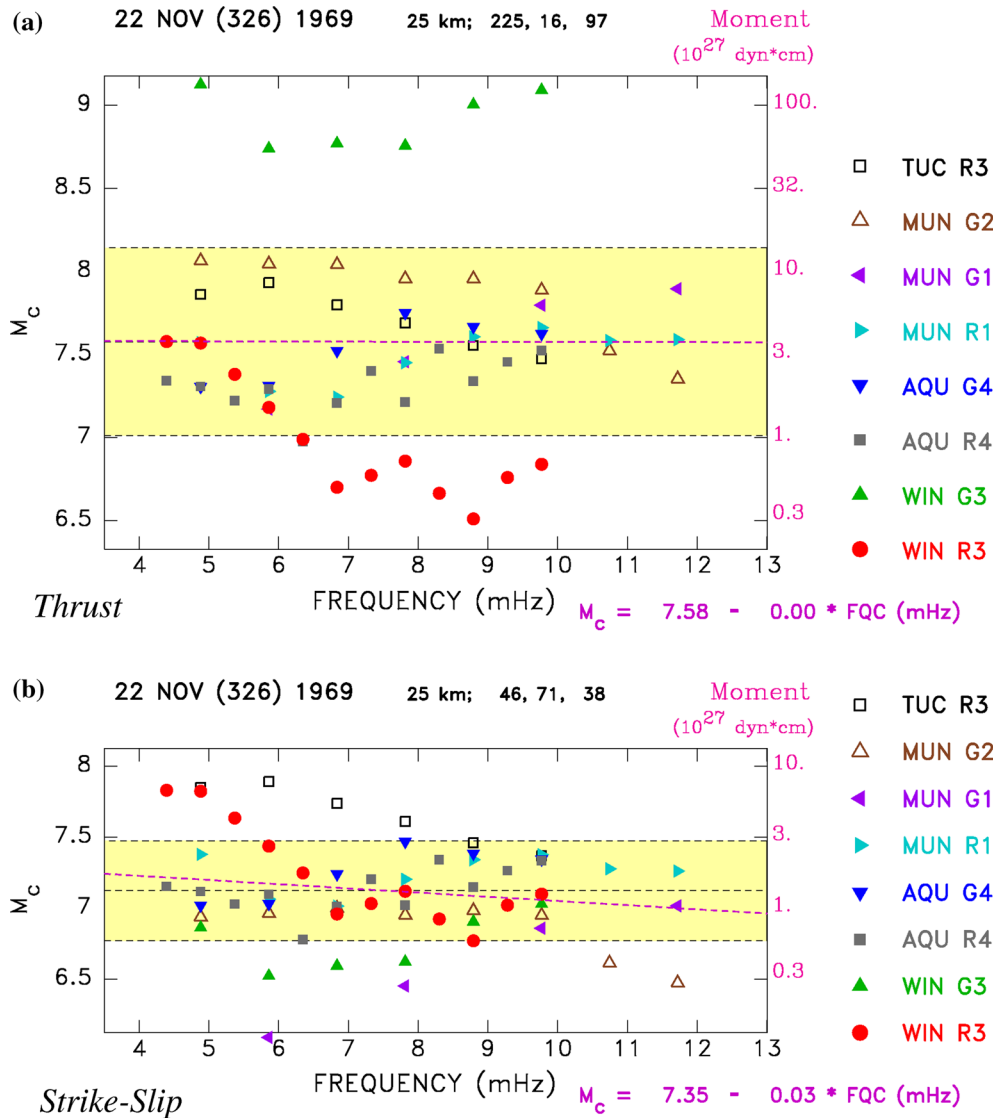 (a) 22 NOV (326) 1969 25 km; 225, 16, 97 Moment
(10^27 dyn*cm)
9
8.5
8
7.5
7
6.5
M_c
100.
32.
10.
3.
1.
0.3
4 5 6 7 8 9 10 11 12 13
FREQUENCY (mHz)
Thrust
M_c = 7.58 - 0.00 * FQC (mHz)
TUC R3
MUN G2
MUN G1
MUN R1
AQU G4
AQU R4
WIN G3
WIN R3
(b) 22 NOV (326) 1969 25 km; 46, 71, 38 Moment
(10^27 dyn*cm)
8
7.5
7
6.5
M_c
10.
3.
1.
0.3
4 5 6 7 8 9 10 11 12 13
FREQUENCY (mHz)
Strike-Slip
M_c = 7.35 - 0.03 * FQC (mHz)
TUC R3
MUN G2
MUN G1
MUN R1
AQU G4
AQU R4
WIN G3
WIN R3